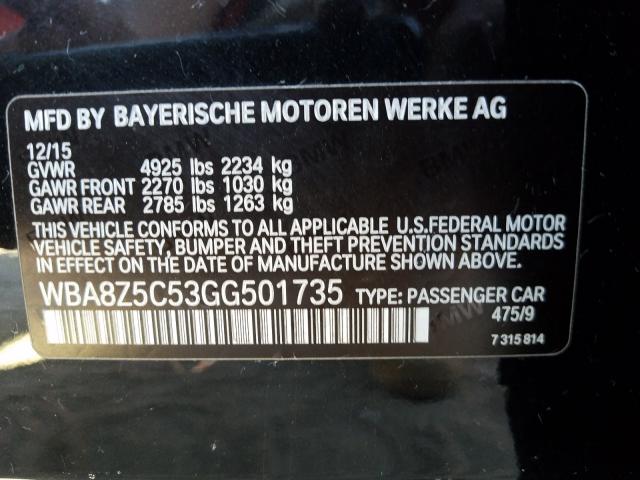 MFD BY BAYERISCHE MOTOREN WERKE AG
12/15
GVWR 4925 lbs 2234 kg
GAWR FRONT 2270 lbs 1030 kg
GAWR REAR 2785 lbs 1263 kg
THIS VEHICLE CONFORMS TO ALL APPLICABLE U.S.FEDERAL MOTOR
VEHICLE SAFETY, BUMPER AND THEFT PREVENTION STANDARDS
IN EFFECT ON THE DATE OF MANUFACTURE SHOWN ABOVE.
WBA8Z5C53GG501735 TYPE: PASSENGER CAR
475/9
7 315 814